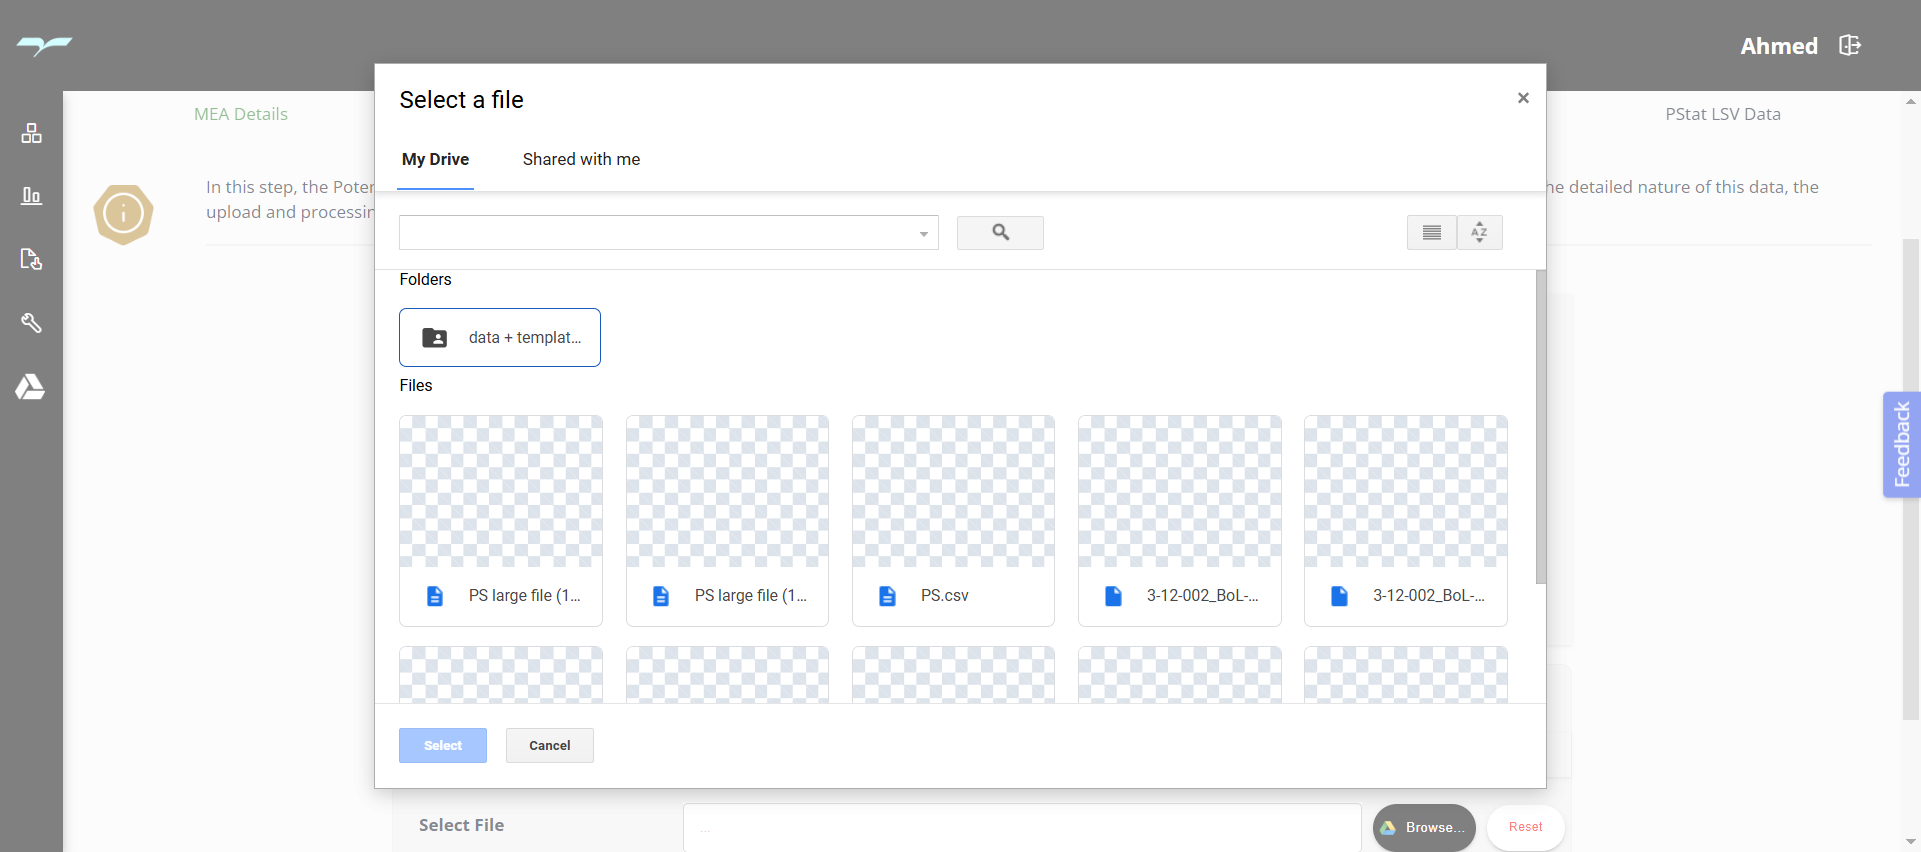 Ahmed
MEA Details
PStat LSV Data
In this step, the Poten
he detailed nature of this data, the
upload and processin
Select a file
×
My Drive
Shared with me
AZ
Folders
data + templat...
Files
PS large file (1...
PS large file (1...
PS.csv
3-12-002_BoL-...
3-12-002_BoL-...
Select
Cancel
Select File
...
Browse...
Reset
Feedback